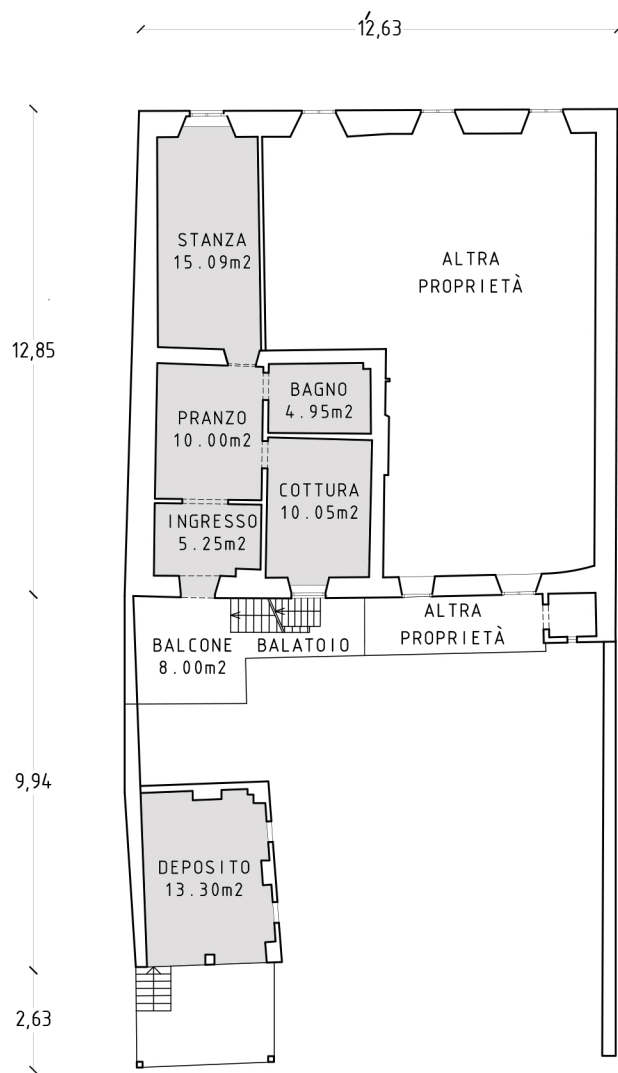 12,63
STANZA
15.09m2
ALTRA
PROPRIETÀ
12,85
BAGNO
4.95m2
PRANZO
10.00m2
COTTURA
10.05m2
INGRESSO
5.25m2
ALTRA
PROPRIETÀ
BALCONE BALATOIO
8.00m2
9,94
DEPOSITO
13.30m2
2,63